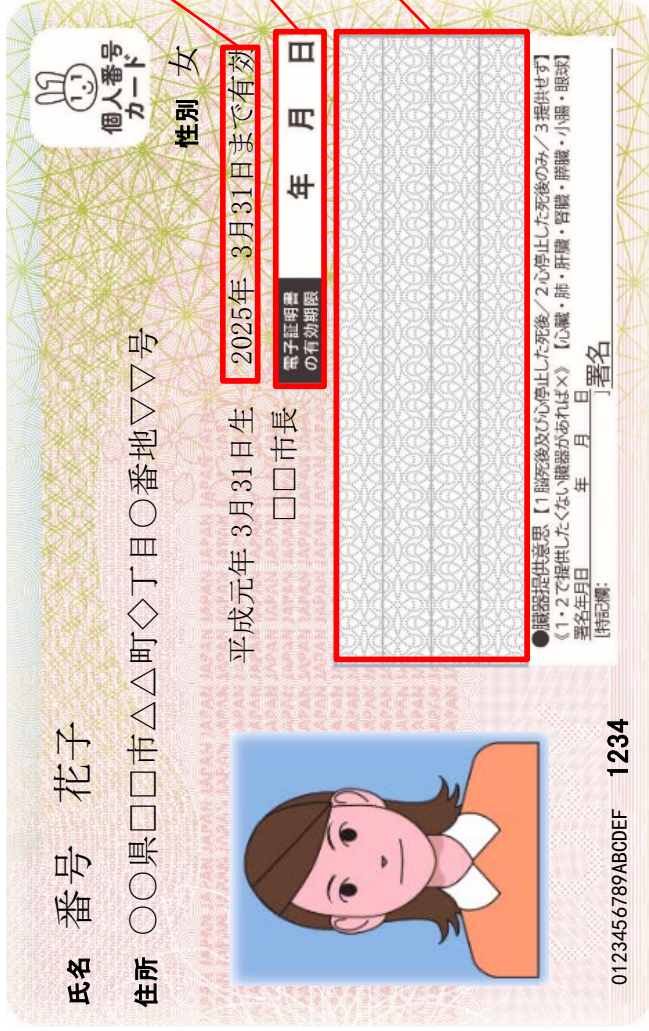 氏名 番号 花子
個人番号
カード
住所 〇〇県□□市△△町◇丁目〇番地▽▽号
性別 女
平成元年 3月31日生
2025年 3月31日まで有効
□□市長
電子証明書
の有効期限
年 月 日
●臓器提供意思【1 脳死後及び心停止した死後／2 心停止した死後のみ／3 提供せず】
《1・2で提供したくない臓器があれば×》【心臓・肺・肝臓・腎臓・膵臓・小腸・眼球】
署名年月日 年 月 日
[特記欄: ]
署名
0123456789ABCDEF 1234